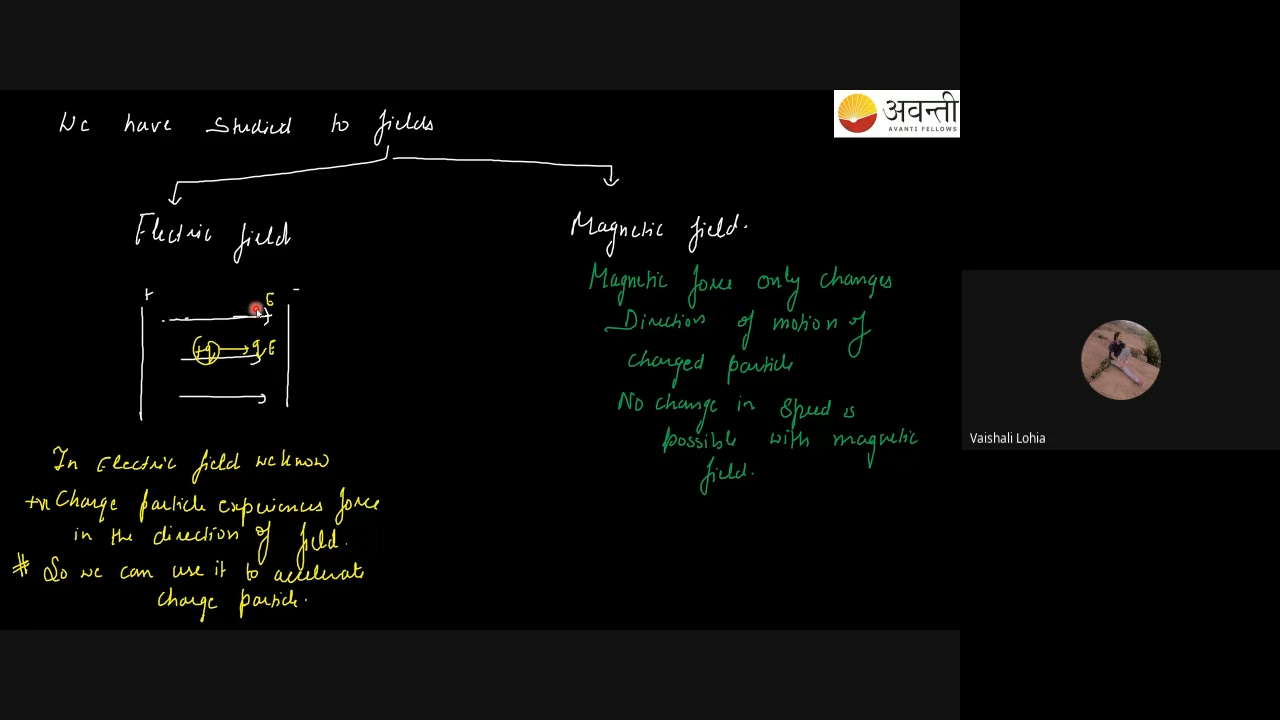 We have studied to fields
अवन्ती
AVANTI FELLOWS
Electric field
Magnetic field.
+
-
E
+q
qE
In Electric field we know
+ve Charge particle experiences force
in the direction of field.
# So we can use it to accelerate
charge particle.
Magnetic force only changes
Direction of motion of
charged particle
No change in speed is
possible with magnetic
field.
Vaishali Lohia